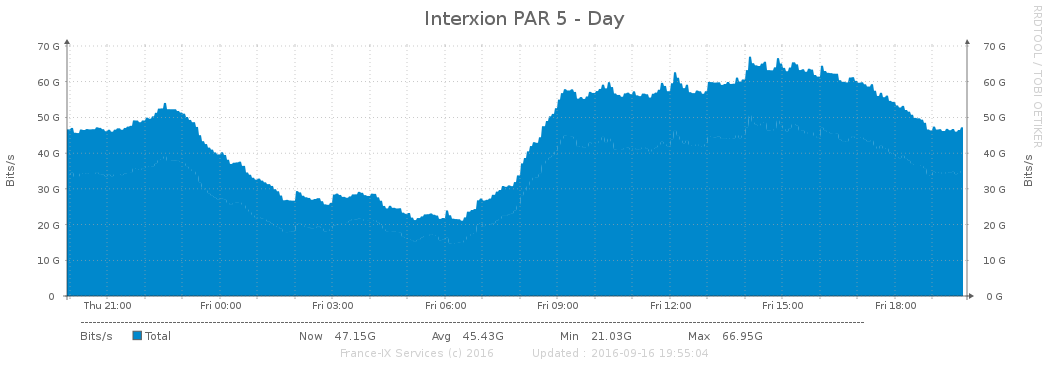 Interxion PAR 5 - Day
RRDTOOL / TOBI OETIKER
70 G 70 G
60 G 60 G
50 G 50 G
40 G 40 G
30 G 30 G
20 G 20 G
10 G 10 G
0 0 G
Bits/s
Bits/s
Thu 21:00 Fri 00:00 Fri 03:00 Fri 06:00 Fri 09:00 Fri 12:00 Fri 15:00 Fri 18:00
Bits/s Total Now 47.15G Avg 45.43G Min 21.03G Max 66.95G
France-IX Services (c) 2016 Updated : 2016-09-16 19:55:04